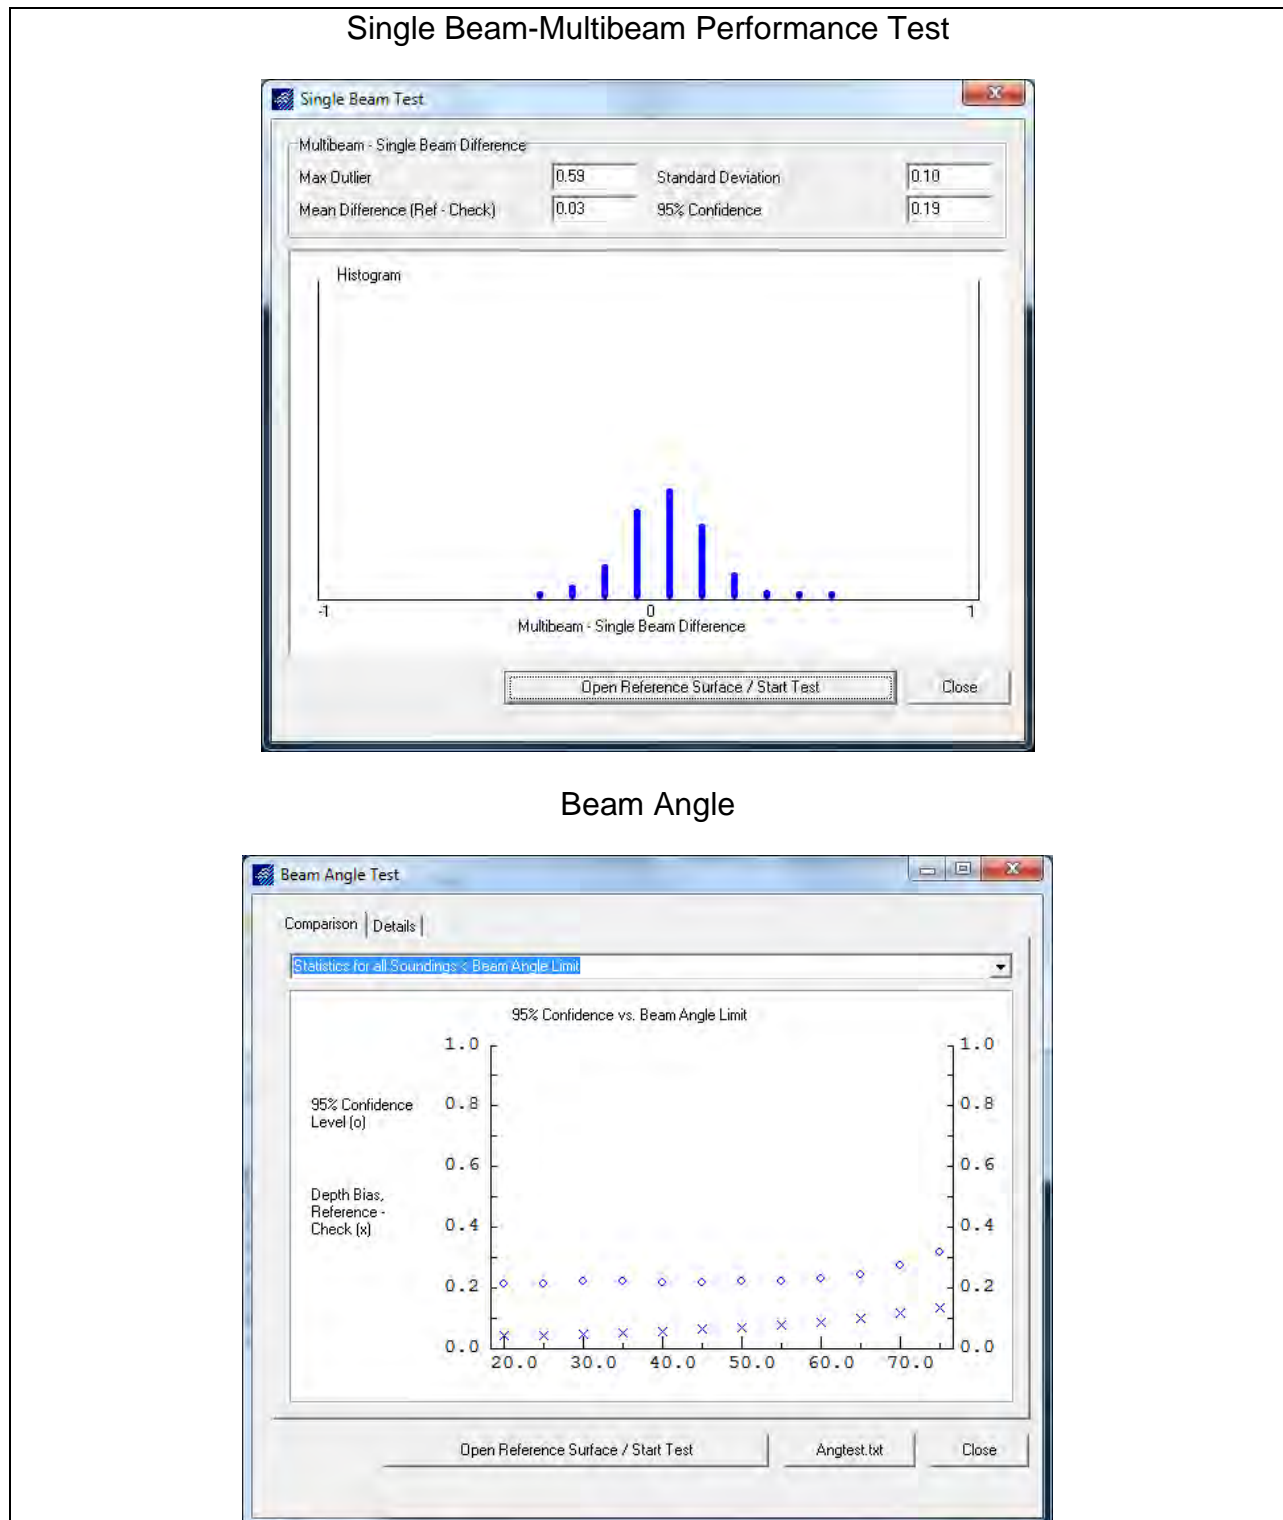 Single Beam-Multibeam Performance Test
Single Beam Test
Multibeam - Single Beam Difference
Max Outlier 0.59 Standard Deviation 0.10
Mean Difference (Ref - Check) 0.03 95% Confidence 0.19
Histogram
-1 0 1
Multibeam - Single Beam Difference
Open Reference Surface / Start Test Close
Beam Angle
Beam Angle Test
Comparison Details
Statistics for all Soundings < Beam Angle Limit
95% Confidence vs. Beam Angle Limit
1.0 1.0
95% Confidence 0.8 0.8
Level (o)
0.6 0.6
Depth Bias,
Reference -
Check (x) 0.4 0.4
0.2 0.2
0.0 0.0
20.0 30.0 40.0 50.0 60.0 70.0
Open Reference Surface / Start Test Angtest.txt Close